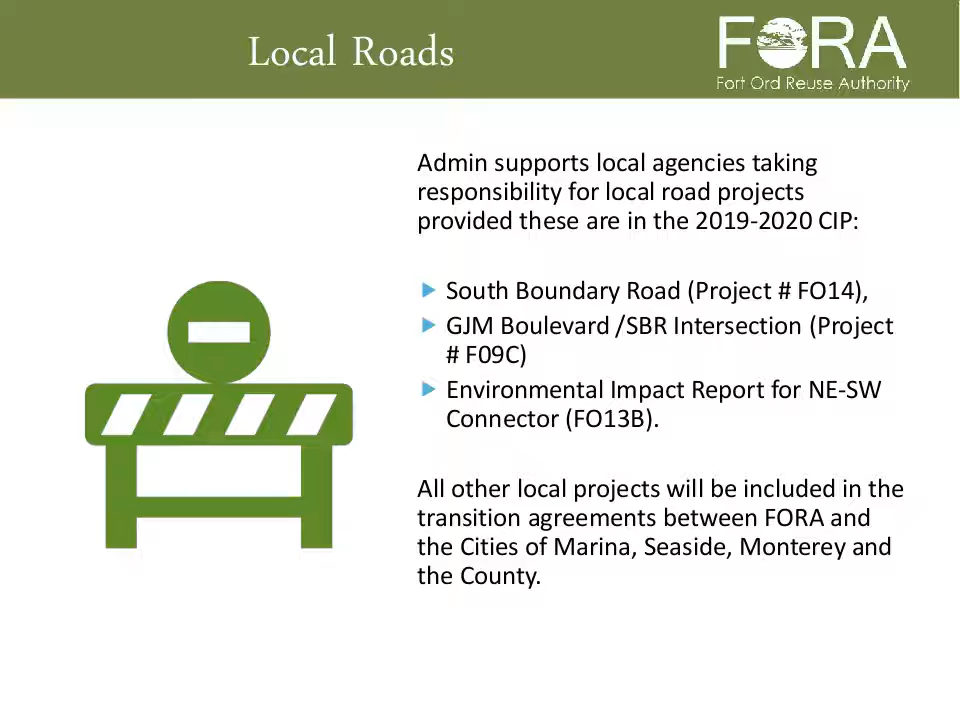 Local Roads
FORA
Fort Ord Reuse Authority
Admin supports local agencies taking
responsibility for local road projects
provided these are in the 2019-2020 CIP:
South Boundary Road (Project # FO14),
GJM Boulevard /SBR Intersection (Project
# F09C)
Environmental Impact Report for NE-SW
Connector (FO13B).
All other local projects will be included in the
transition agreements between FORA and
the Cities of Marina, Seaside, Monterey and
the County.